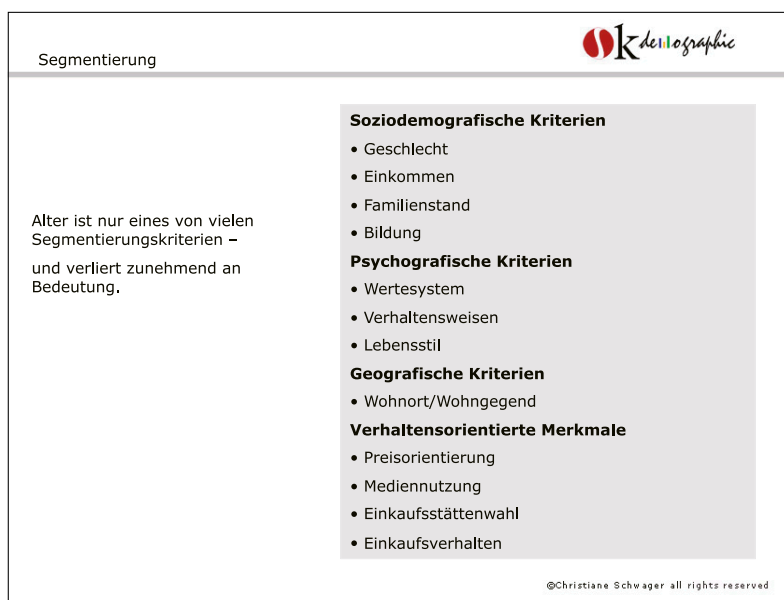 Segmentierung
Sk demographic
Alter ist nur eines von vielen
Segmentierungskriterien –
und verliert zunehmend an
Bedeutung.
Soziodemografische Kriterien
• Geschlecht
• Einkommen
• Familienstand
• Bildung
Psychografische Kriterien
• Wertesystem
• Verhaltensweisen
• Lebensstil
Geografische Kriterien
• Wohnort/Wohngegend
Verhaltensorientierte Merkmale
• Preisorientierung
• Mediennutzung
• Einkaufsstättenwahl
• Einkaufsverhalten
©Christiane Schwager all rights reserved